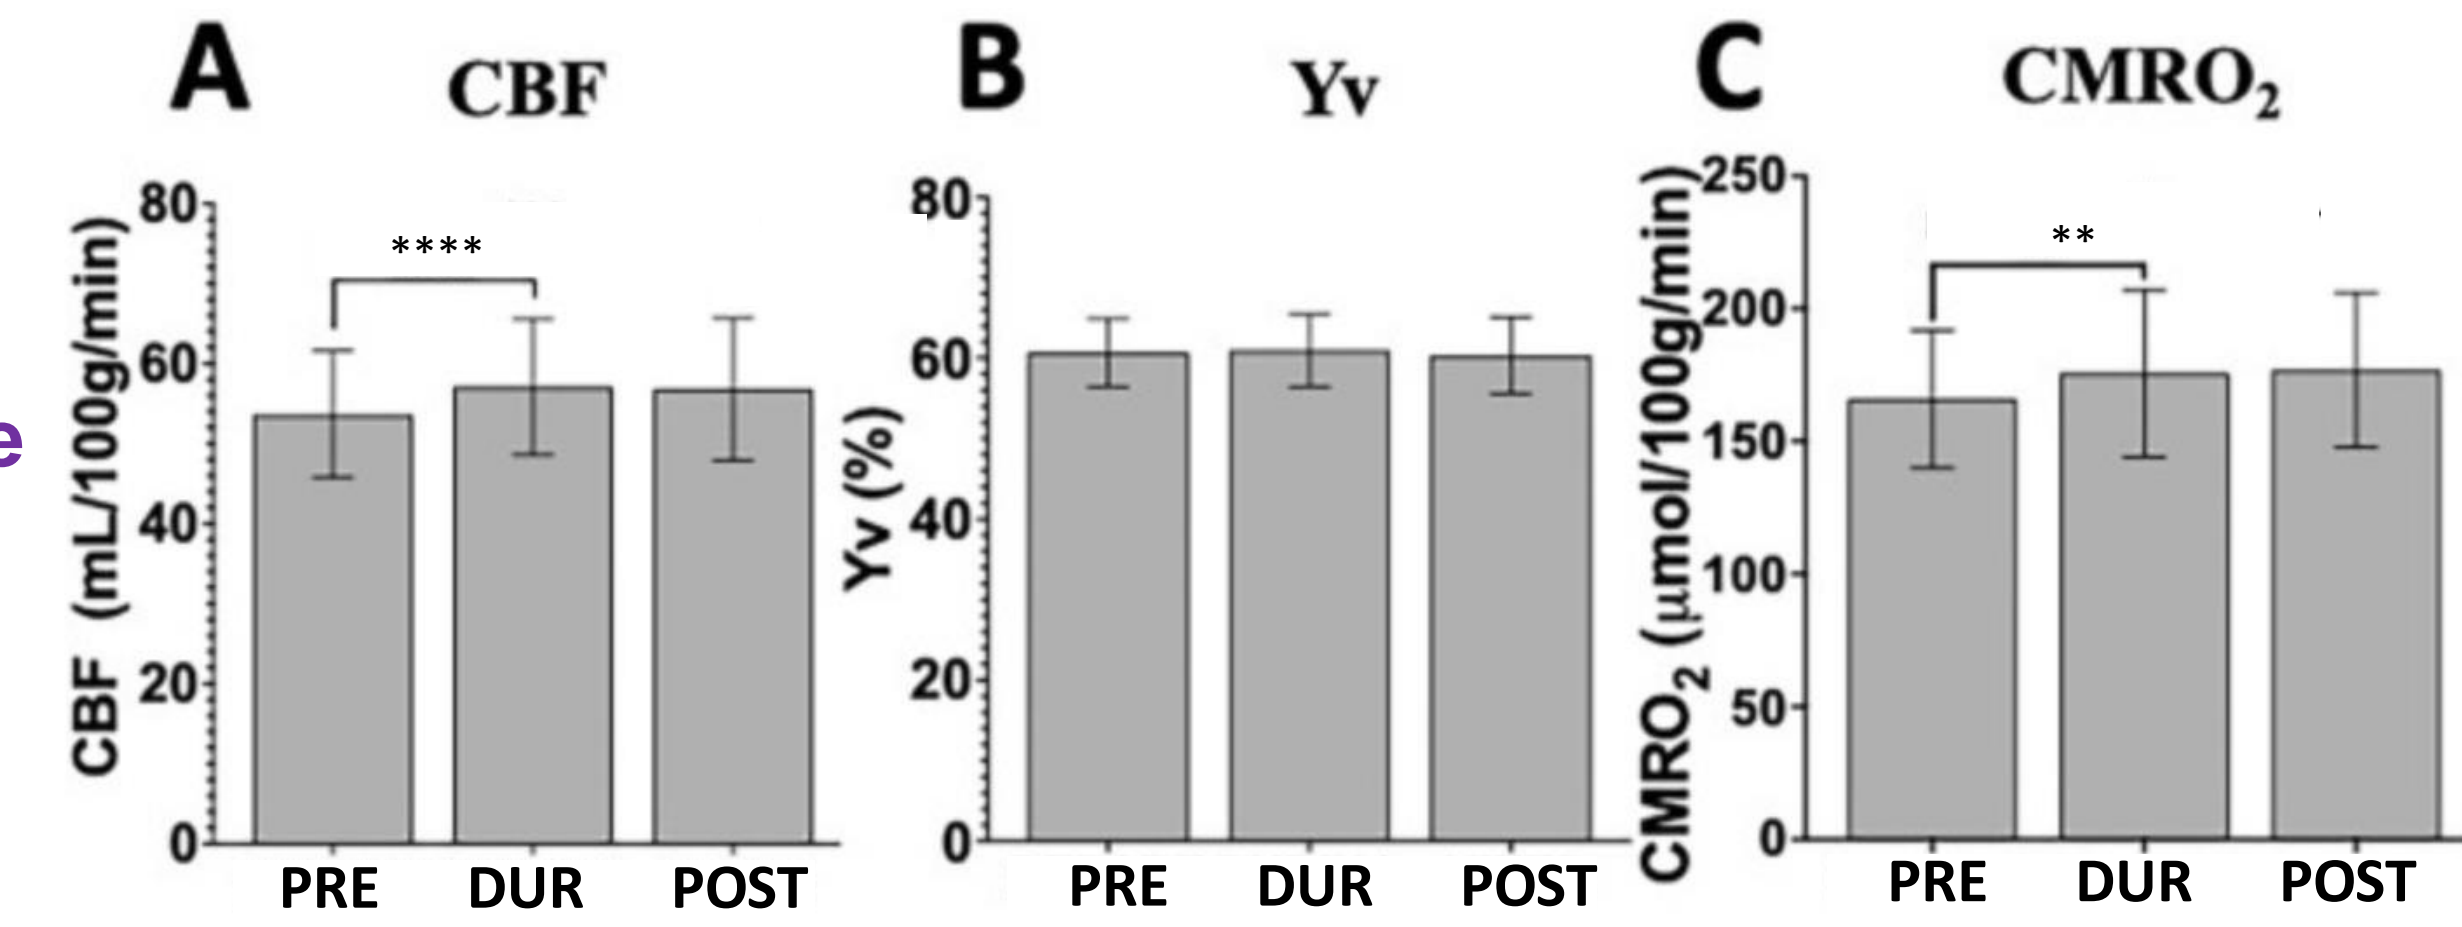 A
CBF
CBF (mL/100g/min)
80
60
40
20
0
****
PRE
DUR
POST
B
Yv
Yv (%)
80
60
40
20
0
PRE
DUR
POST
C
CMRO₂
CMRO₂ (µmol/100g/min)
250
200
150
100
50
0
**
PRE
DUR
POST
e